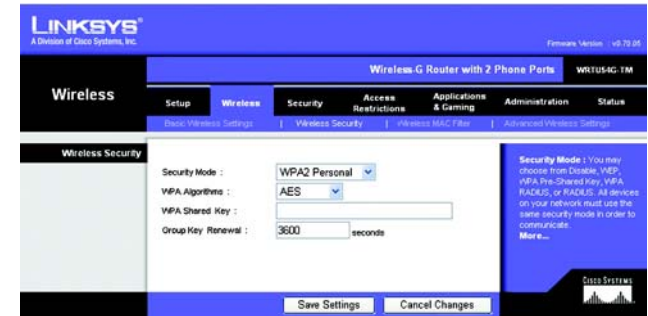 LINKSYS®
A Division of Cisco Systems, Inc.
Firmware Version : v0.70.05
Wireless-G Router with 2 Phone Ports WRTU54G-TM
Wireless
Setup Wireless Security Access Restrictions Applications & Gaming Administration Status
Basic Wireless Settings | Wireless Security | Wireless MAC Filter | Advanced Wireless Settings
Wireless Security
Security Mode : WPA2 Personal
WPA Algorithms : AES
WPA Shared Key :
Group Key Renewal : 3600 seconds
Security Mode : You may
choose from Disable, WEP,
WPA Pre-Shared Key, WPA
RADIUS, or RADIUS. All devices
on your network must use the
same security mode in order to
communicate.
More...
CISCO SYSTEMS
Save Settings Cancel Changes